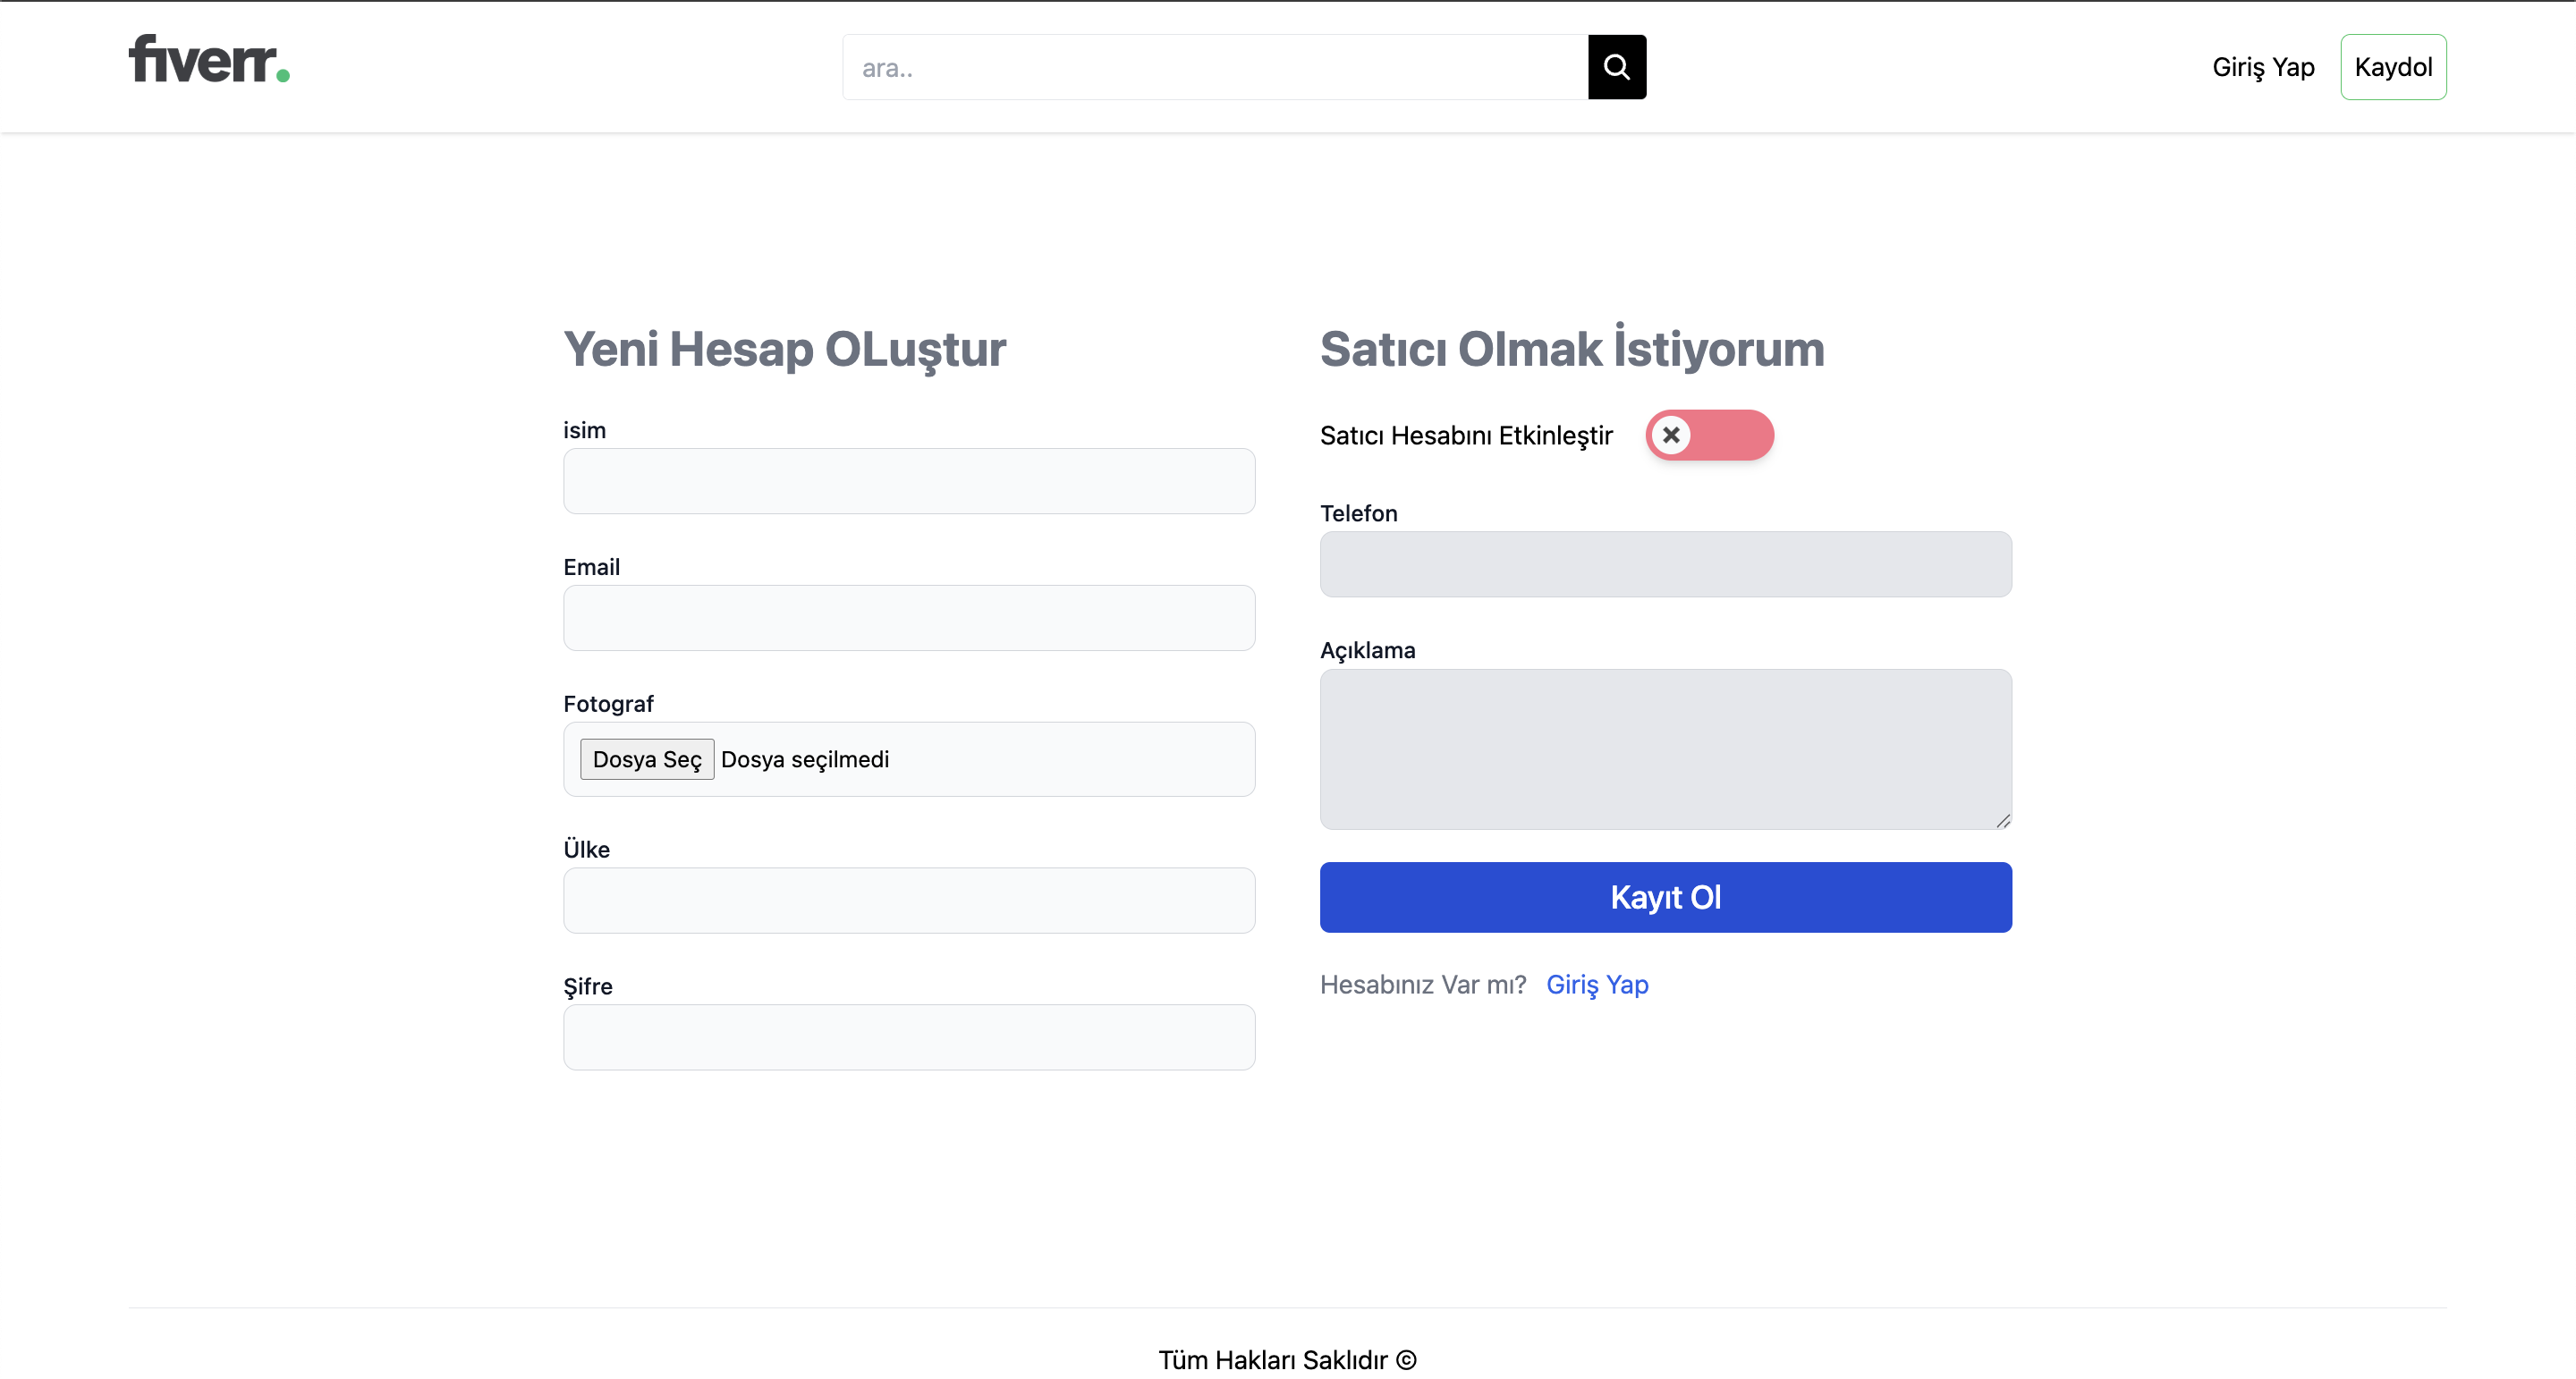 fiverr.
ara..
Giriş Yap
Kaydol
Yeni Hesap OLuştur
isim
Email
Fotograf
Dosya Seç Dosya seçilmedi
Ülke
Şifre
Satıcı Olmak İstiyorum
Satıcı Hesabını Etkinleştir
Telefon
Açıklama
Kayıt Ol
Hesabınız Var mı? Giriş Yap
Tüm Hakları Saklıdır ©